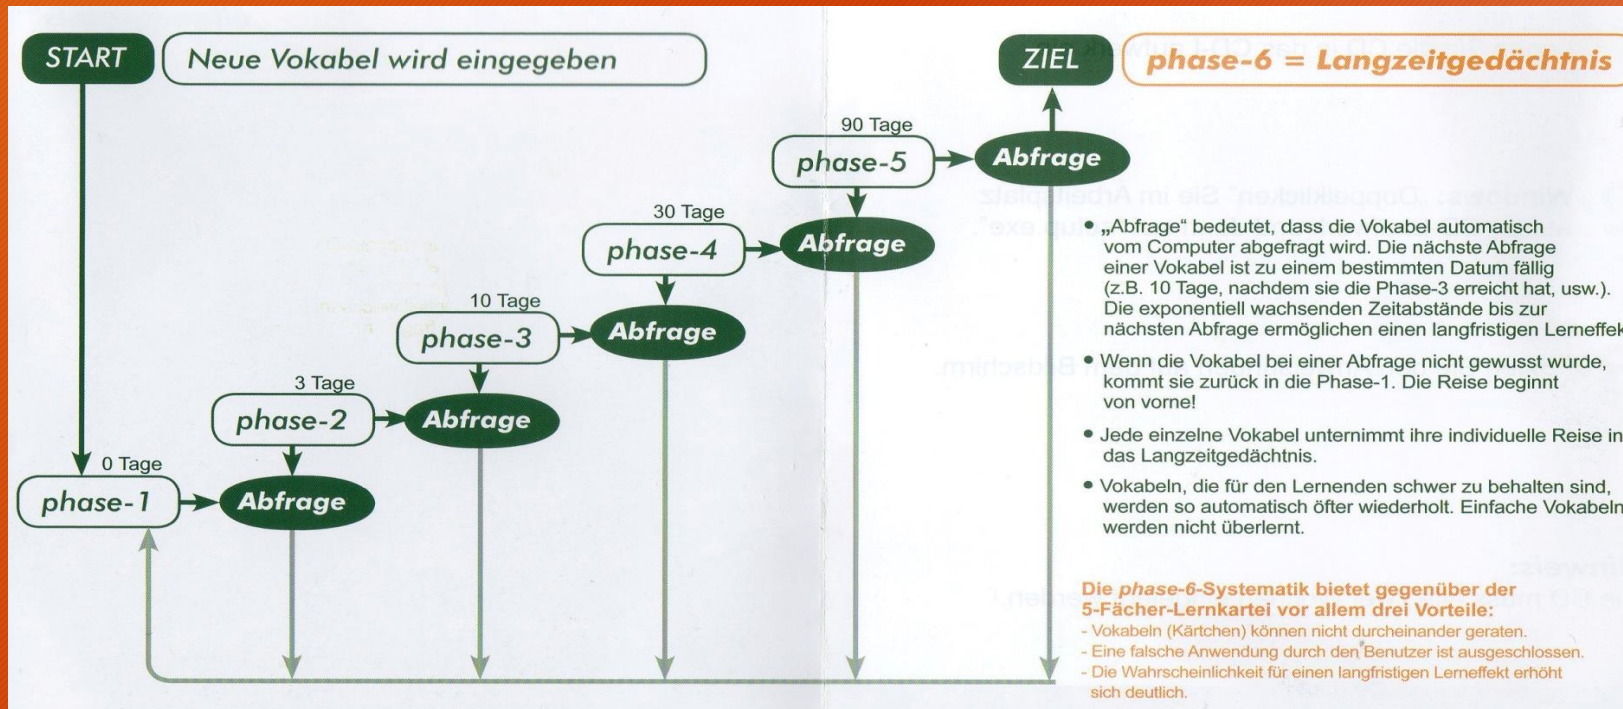 START
Neue Vokabel wird eingegeben
ZIEL
phase-6 = Langzeitgedächtnis
90 Tage
phase-5
Abfrage
30 Tage
phase-4
Abfrage
10 Tage
phase-3
Abfrage
3 Tage
phase-2
Abfrage
0 Tage
phase-1
Abfrage
• „Abfrage“ bedeutet, dass die Vokabel automatisch
vom Computer abgefragt wird. Die nächste Abfrage
einer Vokabel ist zu einem bestimmten Datum fällig
(z.B. 10 Tage, nachdem sie die Phase-3 erreicht hat, usw.).
Die exponentiell wachsenden Zeitabstände bis zur
nächsten Abfrage ermöglichen einen langfristigen Lerneffek
• Wenn die Vokabel bei einer Abfrage nicht gewusst wurde,
kommt sie zurück in die Phase-1. Die Reise beginnt
von vorne!
• Jede einzelne Vokabel unternimmt ihre individuelle Reise in
das Langzeitgedächtnis.
• Vokabeln, die für den Lernenden schwer zu behalten sind,
werden so automatisch öfter wiederholt. Einfache Vokabeln
werden nicht überlernt.
Die phase-6-Systematik bietet gegenüber der
5-Fächer-Lernkartei vor allem drei Vorteile:
- Vokabeln (Kärtchen) können nicht durcheinander geraten.
- Eine falsche Anwendung durch den Benutzer ist ausgeschlossen.
- Die Wahrscheinlichkeit für einen langfristigen Lerneffekt erhöht
sich deutlich.